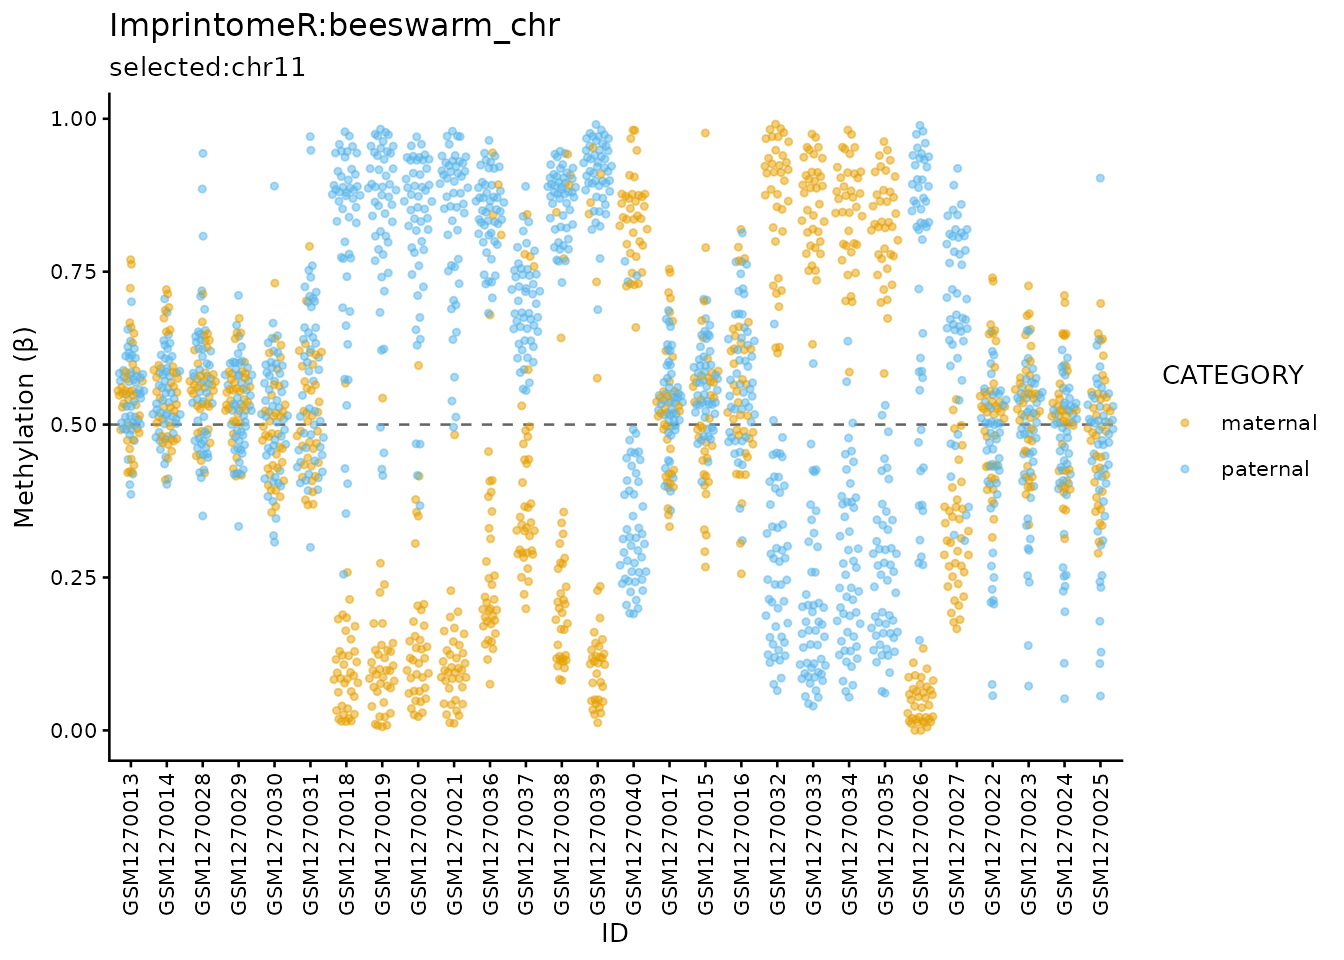 ImprintomeR:beeswarm_chr
selected:chr11
1.00
0.75
0.50
0.25
0.00
Methylation (β)
GSM1270013
GSM1270014
GSM1270028
GSM1270029
GSM1270030
GSM1270031
GSM1270018
GSM1270019
GSM1270020
GSM1270021
GSM1270036
GSM1270037
GSM1270038
GSM1270039
GSM1270040
GSM1270017
GSM1270015
GSM1270016
GSM1270032
GSM1270033
GSM1270034
GSM1270035
GSM1270026
GSM1270027
GSM1270022
GSM1270023
GSM1270024
GSM1270025
ID
CATEGORY
maternal
paternal